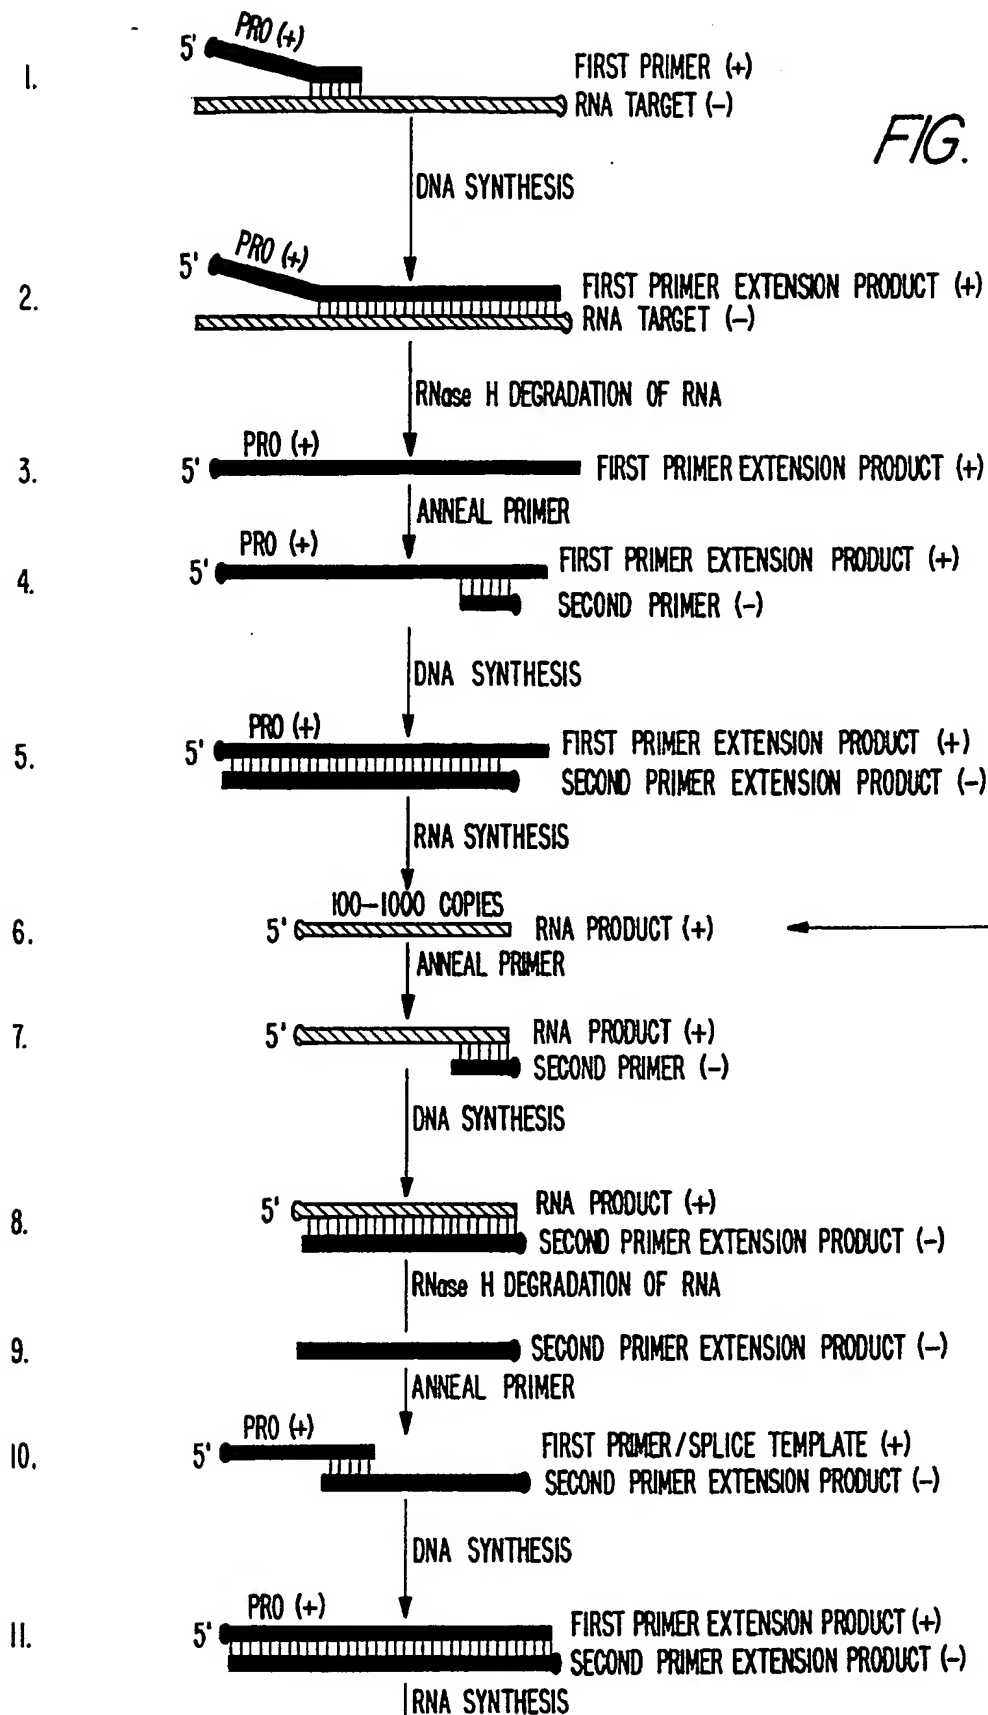 5' PRO (+)
1.
FIRST PRIMER (+)
RNA TARGET (-)
FIG.
DNA SYNTHESIS
5' PRO (+)
2.
FIRST PRIMER EXTENSION PRODUCT (+)
RNA TARGET (-)
RNase H DEGRADATION OF RNA
PRO (+)
3. 5' FIRST PRIMER EXTENSION PRODUCT (+)
ANNEAL PRIMER
PRO (+)
4. 5' FIRST PRIMER EXTENSION PRODUCT (+)
SECOND PRIMER (-)
DNA SYNTHESIS
PRO (+)
5. 5' FIRST PRIMER EXTENSION PRODUCT (+)
SECOND PRIMER EXTENSION PRODUCT (-)
RNA SYNTHESIS
100-1000 COPIES
6. 5' RNA PRODUCT (+)
ANNEAL PRIMER
7. 5' RNA PRODUCT (+)
SECOND PRIMER (-)
DNA SYNTHESIS
8. 5' RNA PRODUCT (+)
SECOND PRIMER EXTENSION PRODUCT (-)
RNase H DEGRADATION OF RNA
9. SECOND PRIMER EXTENSION PRODUCT (-)
ANNEAL PRIMER
PRO (+)
10. 5' FIRST PRIMER/SPLICE TEMPLATE (+)
SECOND PRIMER EXTENSION PRODUCT (-)
DNA SYNTHESIS
PRO (+)
11. 5' FIRST PRIMER EXTENSION PRODUCT (+)
SECOND PRIMER EXTENSION PRODUCT (-)
RNA SYNTHESIS